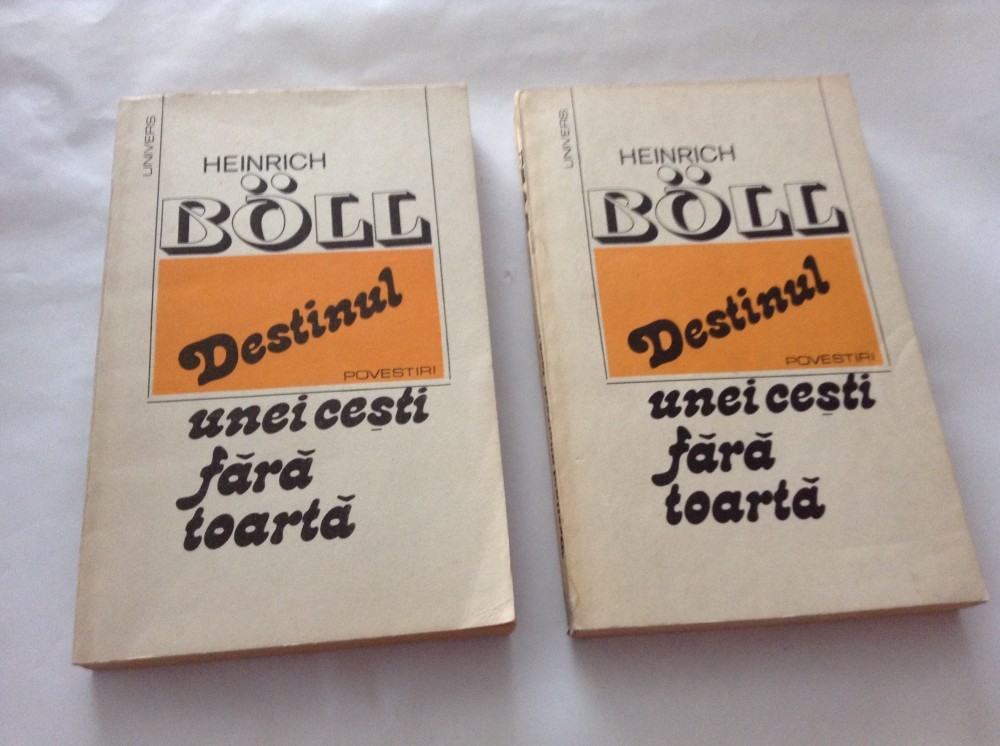 UNIVERS
HEINRICH
BÖLL
Destinul
POVESTIRI
unei cești
fără
toartă
UNIVERS
HEINRICH
BÖLL
Destinul
POVESTIRI
unei cești
fără
toartă